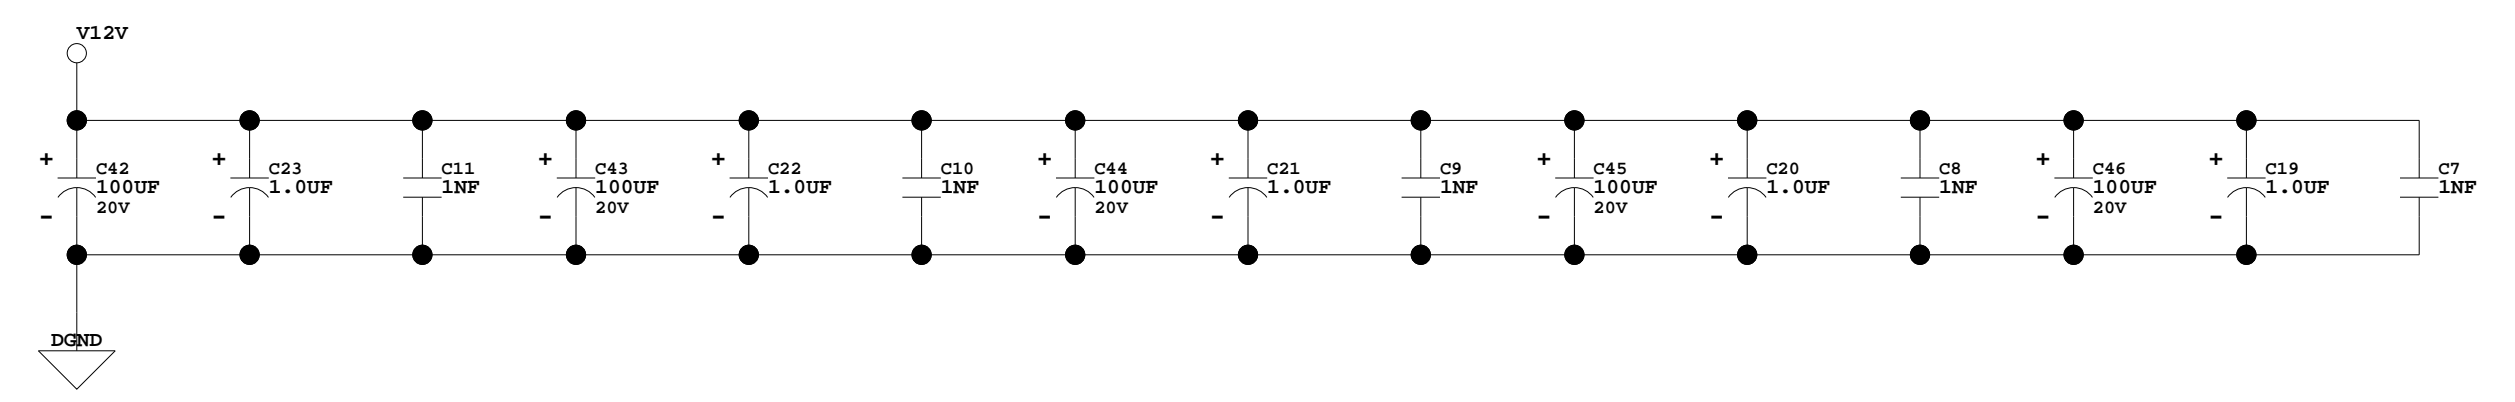 V12V
+
C42
100UF
20V
-
+
C23
1.0UF
-
C11
1NF
+
C43
100UF
20V
-
+
C22
1.0UF
-
C10
1NF
+
C44
100UF
20V
-
+
C21
1.0UF
-
C9
1NF
+
C45
100UF
20V
-
+
C20
1.0UF
-
C8
1NF
+
C46
100UF
20V
-
+
C19
1.0UF
-
C7
1NF
DGND